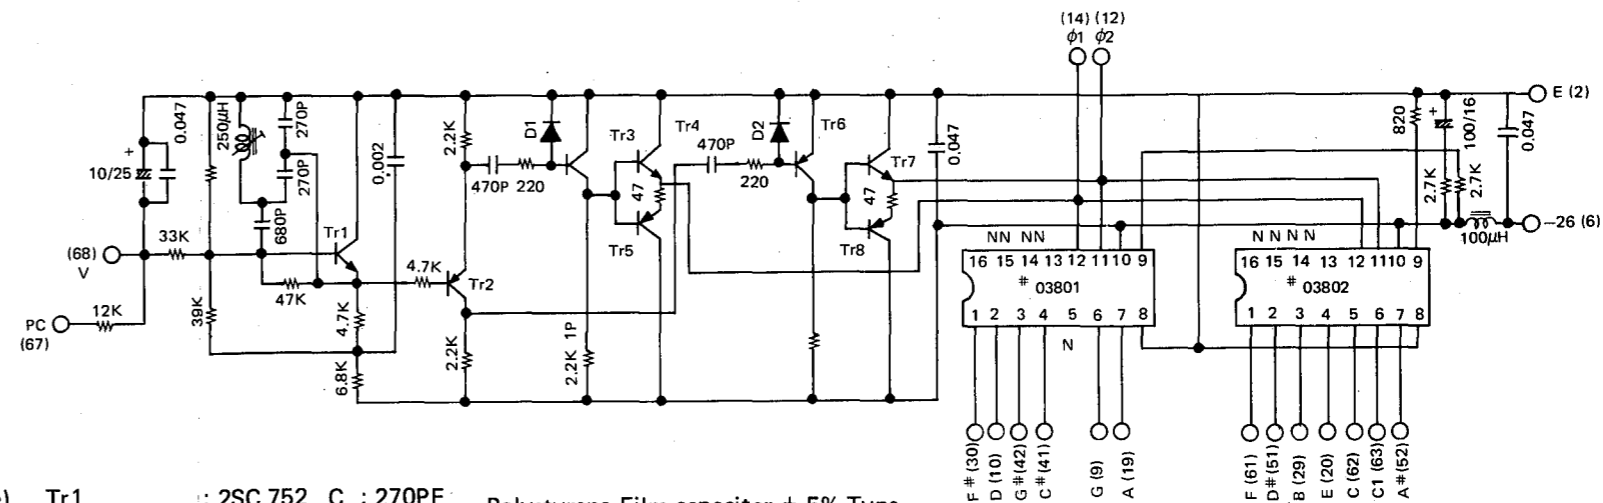 (14) (12)
φ1 φ2
E (2)
0.047
250μH
270P
270P
10/25
680P
0.002
2.2K
D1
470P
220
Tr3
Tr4
47
Tr5
470P
D2
220
Tr6
Tr7
47
Tr8
0.047
820
100/16
0.047
2.7K
2.7K
100μH
-26 (6)
(68)
V
33K
Tr1
47K
4.7K
Tr2
PC
(67)
12K
39K
4.7K
6.8K
2.2K
2.2K 1P
NN NN
16 15 14 13 12 11 10 9
# 03801
1 2 3 4 5 6 7 8
N
N N N N
16 15 14 13 12 11 10 9
# 03802
1 2 3 4 5 6 7 8
F# (30)
D (10)
G# (42)
C# (41)
G (9)
A (19)
F (61)
D# (51)
B (29)
E (20)
C (62)
C1 (63)
A# (52)
Tr1 : 2SC 752 C : 270PF